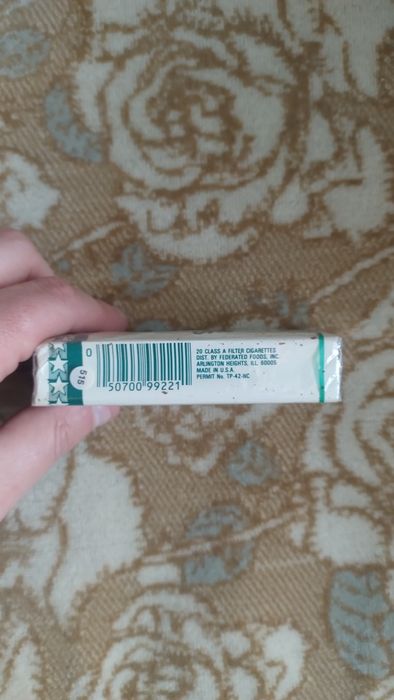 0
50700 99221
515
20 CLASS A FILTER CIGARETTES
DIST. BY FEDERATED FOODS, INC.
ARLINGTON HEIGHTS, ILL 60005
MADE IN U.S.A.
PERMIT No. TP-42-NC